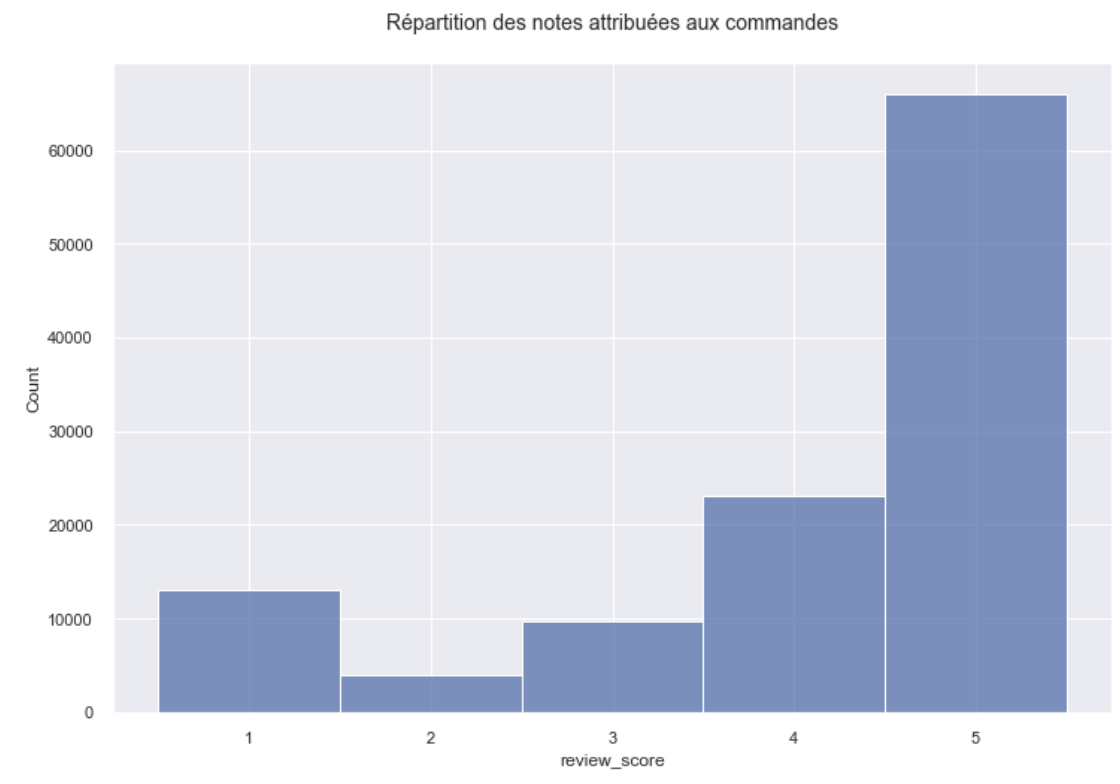 Répartition des notes attribuées aux commandes
60000
50000
40000
30000
20000
10000
0
Count
1 2 3 4 5
review_score